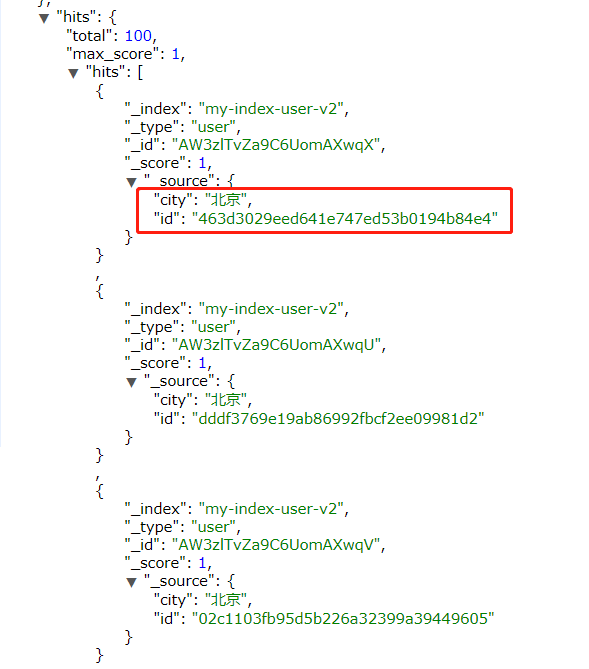 },
▼ "hits": {
"total": 100,
"max_score": 1,
▼ "hits": [
{
"_index": "my-index-user-v2",
"_type": "user",
"_id": "AW3zlTvZa9C6UomAXwqX",
"_score": 1,
▼ "_source": {
"city": "北京",
"id": "463d3029eed641e747ed53b0194b84e4"
}
}
,
{
"_index": "my-index-user-v2",
"_type": "user",
"_id": "AW3zlTvZa9C6UomAXwqU",
"_score": 1,
▼ "_source": {
"city": "北京",
"id": "dddf3769e19ab86992fbcf2ee09981d2"
}
}
,
{
"_index": "my-index-user-v2",
"_type": "user",
"_id": "AW3zlTvZa9C6UomAXwqV",
"_score": 1,
▼ "_source": {
"city": "北京",
"id": "02c1103fb95d5b226a32399a39449605"
}
}